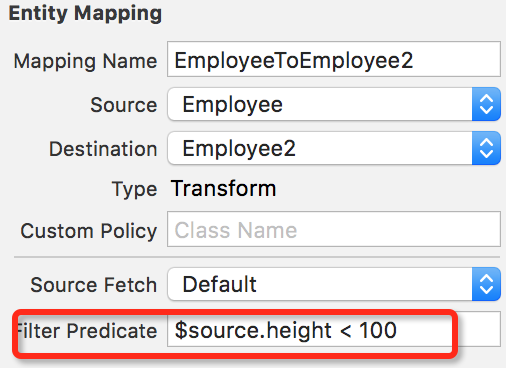 Entity Mapping
Mapping Name EmployeeToEmployee2
Source Employee
Destination Employee2
Type Transform
Custom Policy Class Name
Source Fetch Default
Filter Predicate $source.height < 100